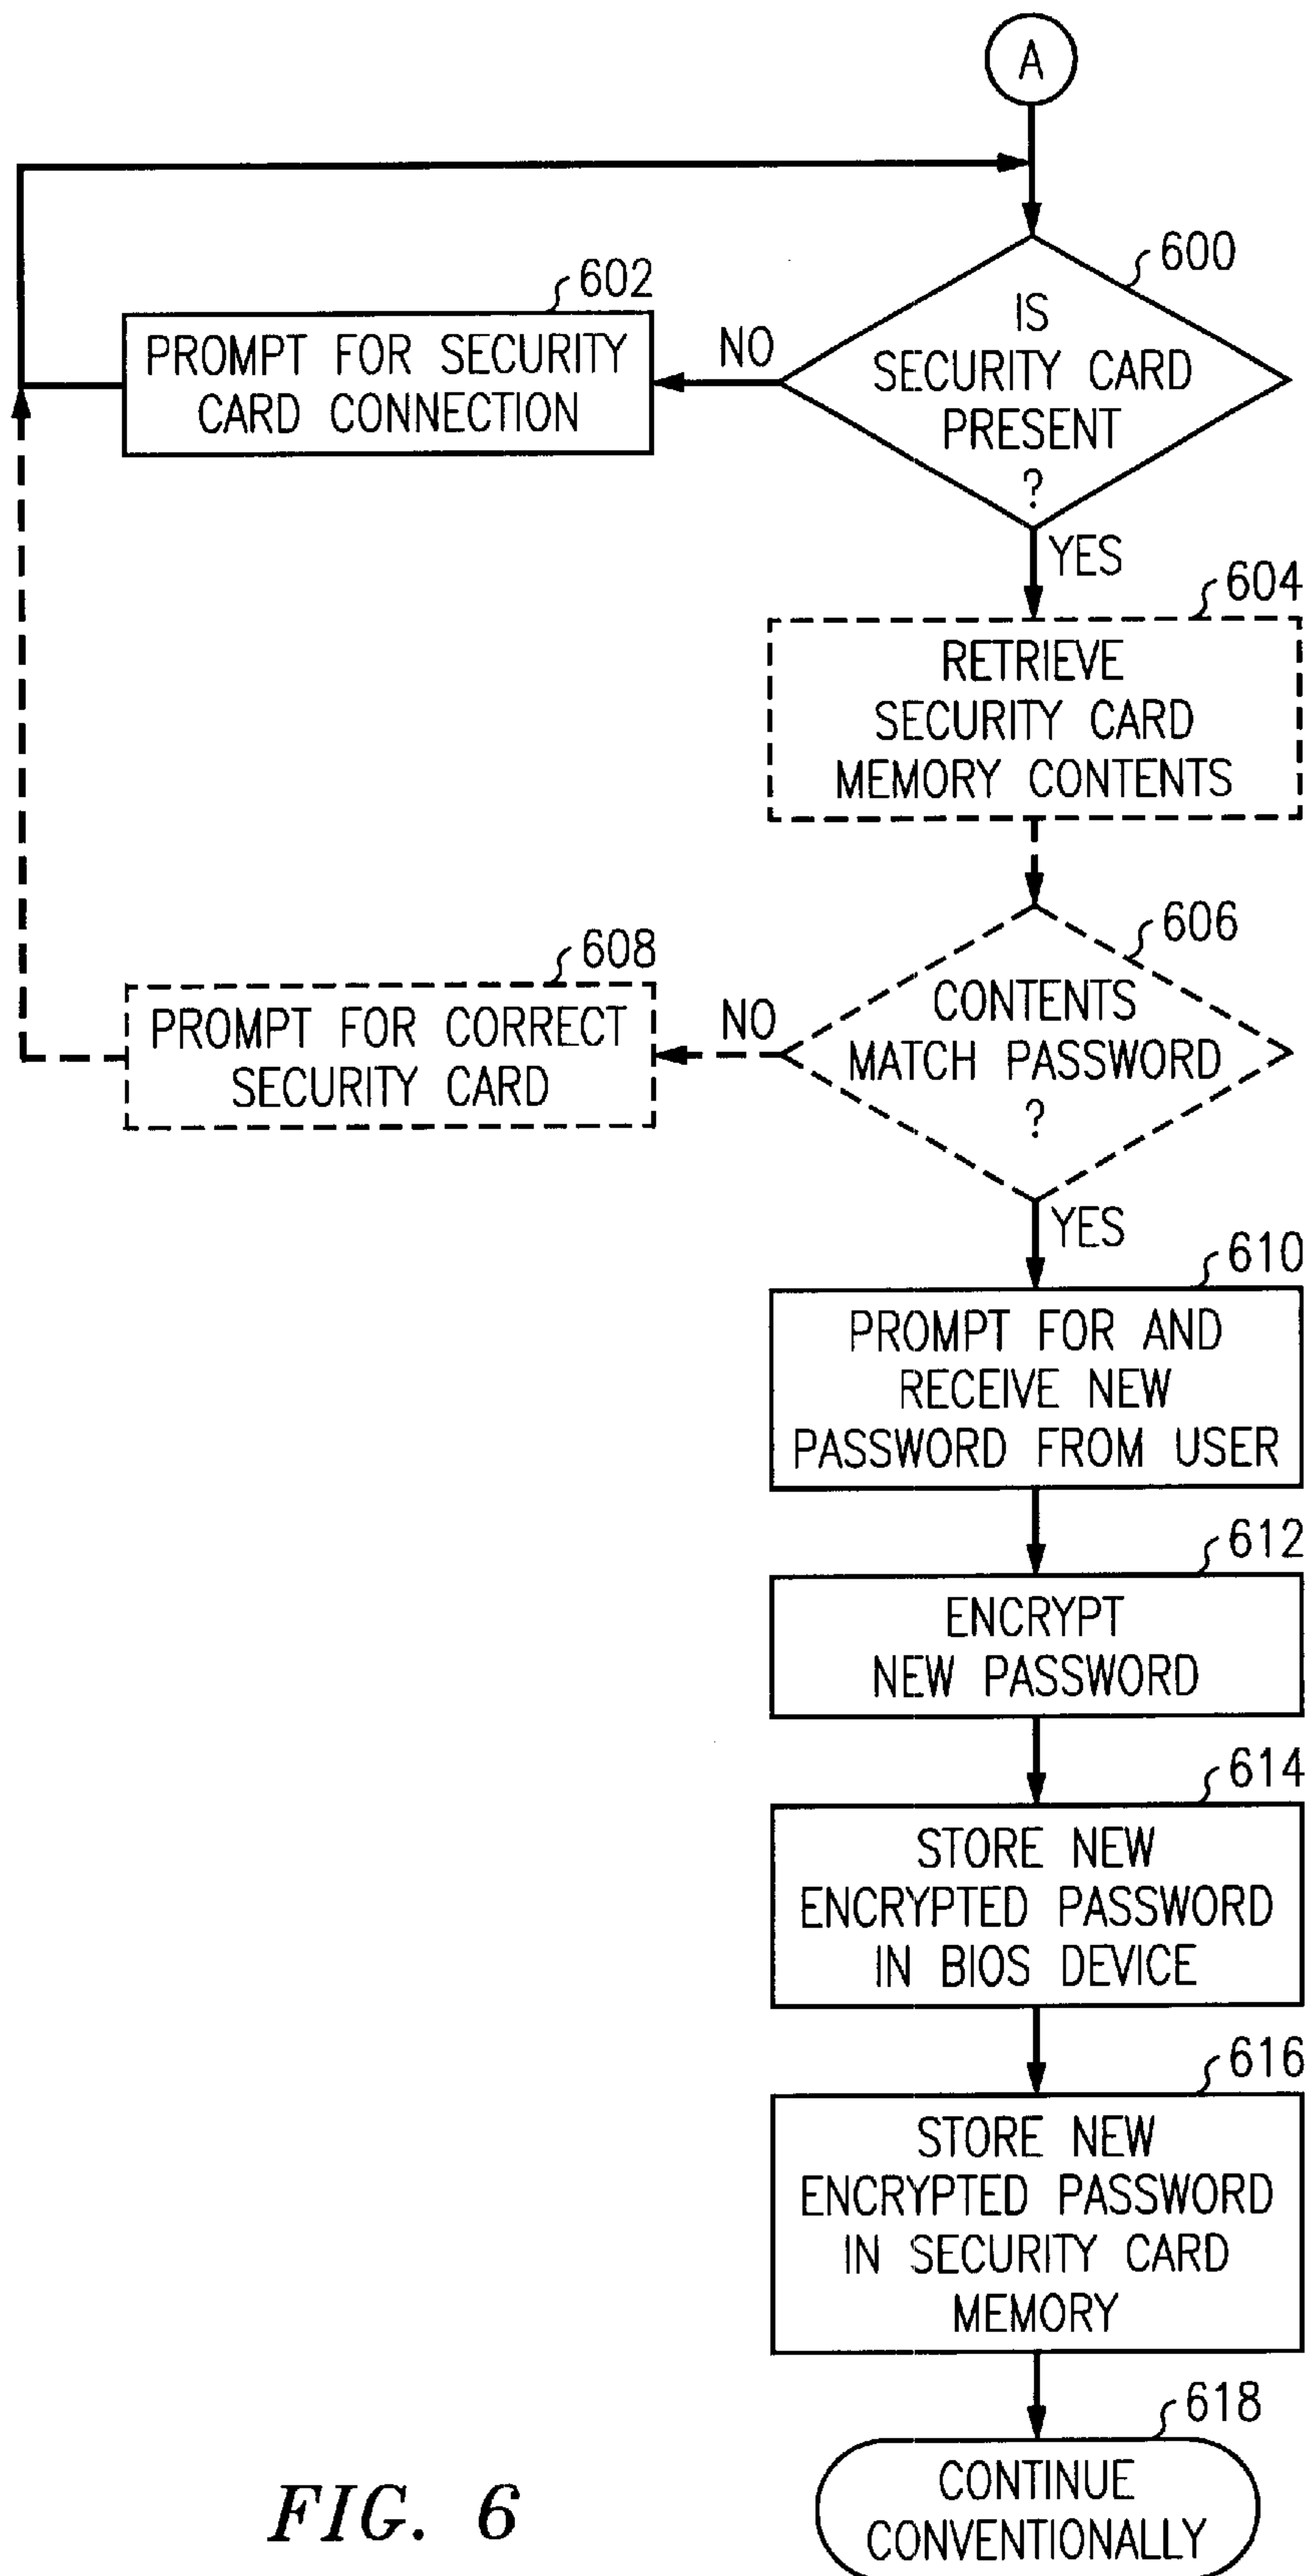 A
600
IS
SECURITY CARD
PRESENT
?
602
PROMPT FOR SECURITY
CARD CONNECTION
NO
YES
604
RETRIEVE
SECURITY CARD
MEMORY CONTENTS
606
CONTENTS
MATCH PASSWORD
?
608
PROMPT FOR CORRECT
SECURITY CARD
NO
YES
610
PROMPT FOR AND
RECEIVE NEW
PASSWORD FROM USER
612
ENCRYPT
NEW PASSWORD
614
STORE NEW
ENCRYPTED PASSWORD
IN BIOS DEVICE
616
STORE NEW
ENCRYPTED PASSWORD
IN SECURITY CARD
MEMORY
618
CONTINUE
CONVENTIONALLY
FIG. 6